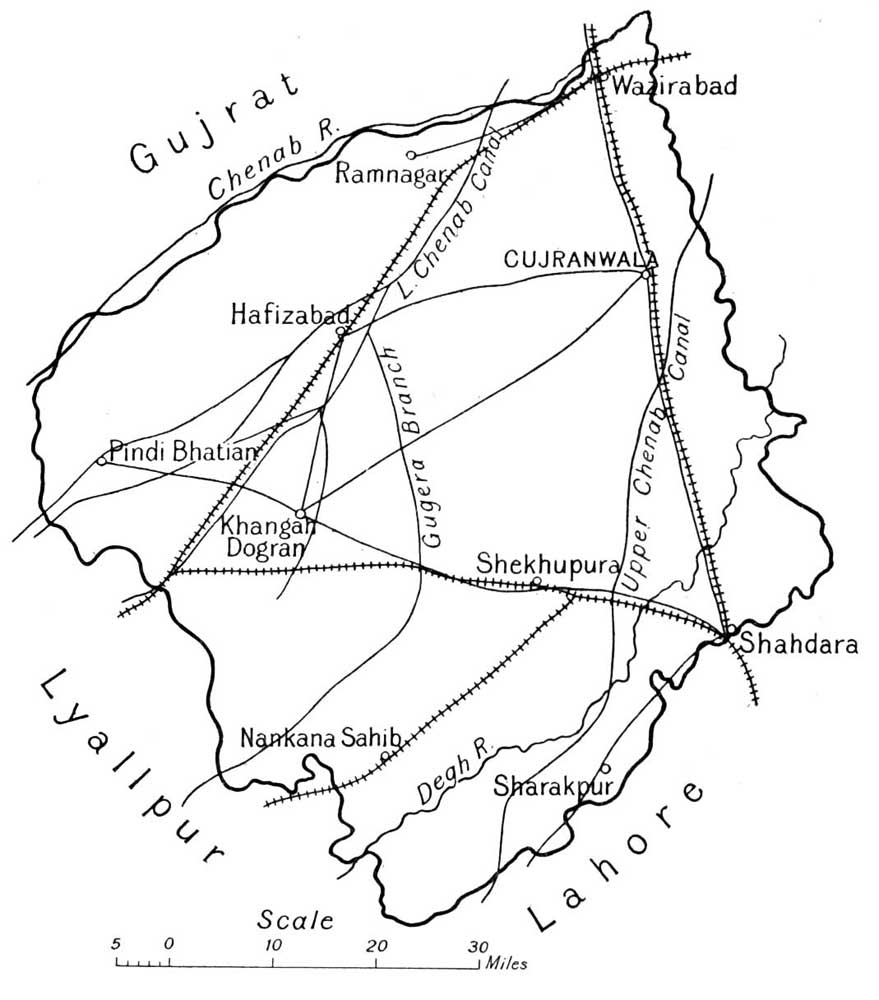 Gujrat
Chenab R.
Wazirabad
Ramnagar
L. Chenab Canal
CUJRANWALA
Hafizabad
Gugera Branch
Upper Chenab Canal
Pindi Bhatian
Khangah
Dogran
Shekhupura
Shahdara
Lyallpur
Nankana Sahib
Degh R.
Sharakpur
Lahore
Scale
5 0 10 20 30
Miles